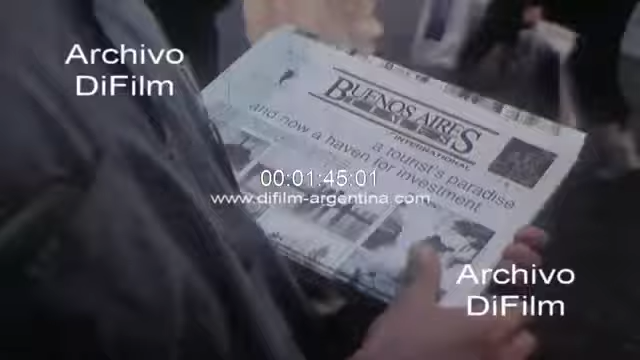 Archivo
DiFilm
BUENOS AIRES
INTERNATIONAL
a tourist's paradise
and now a haven for investment
00:01:45:01
www.difilm-argentina.com
Archivo
DiFilm